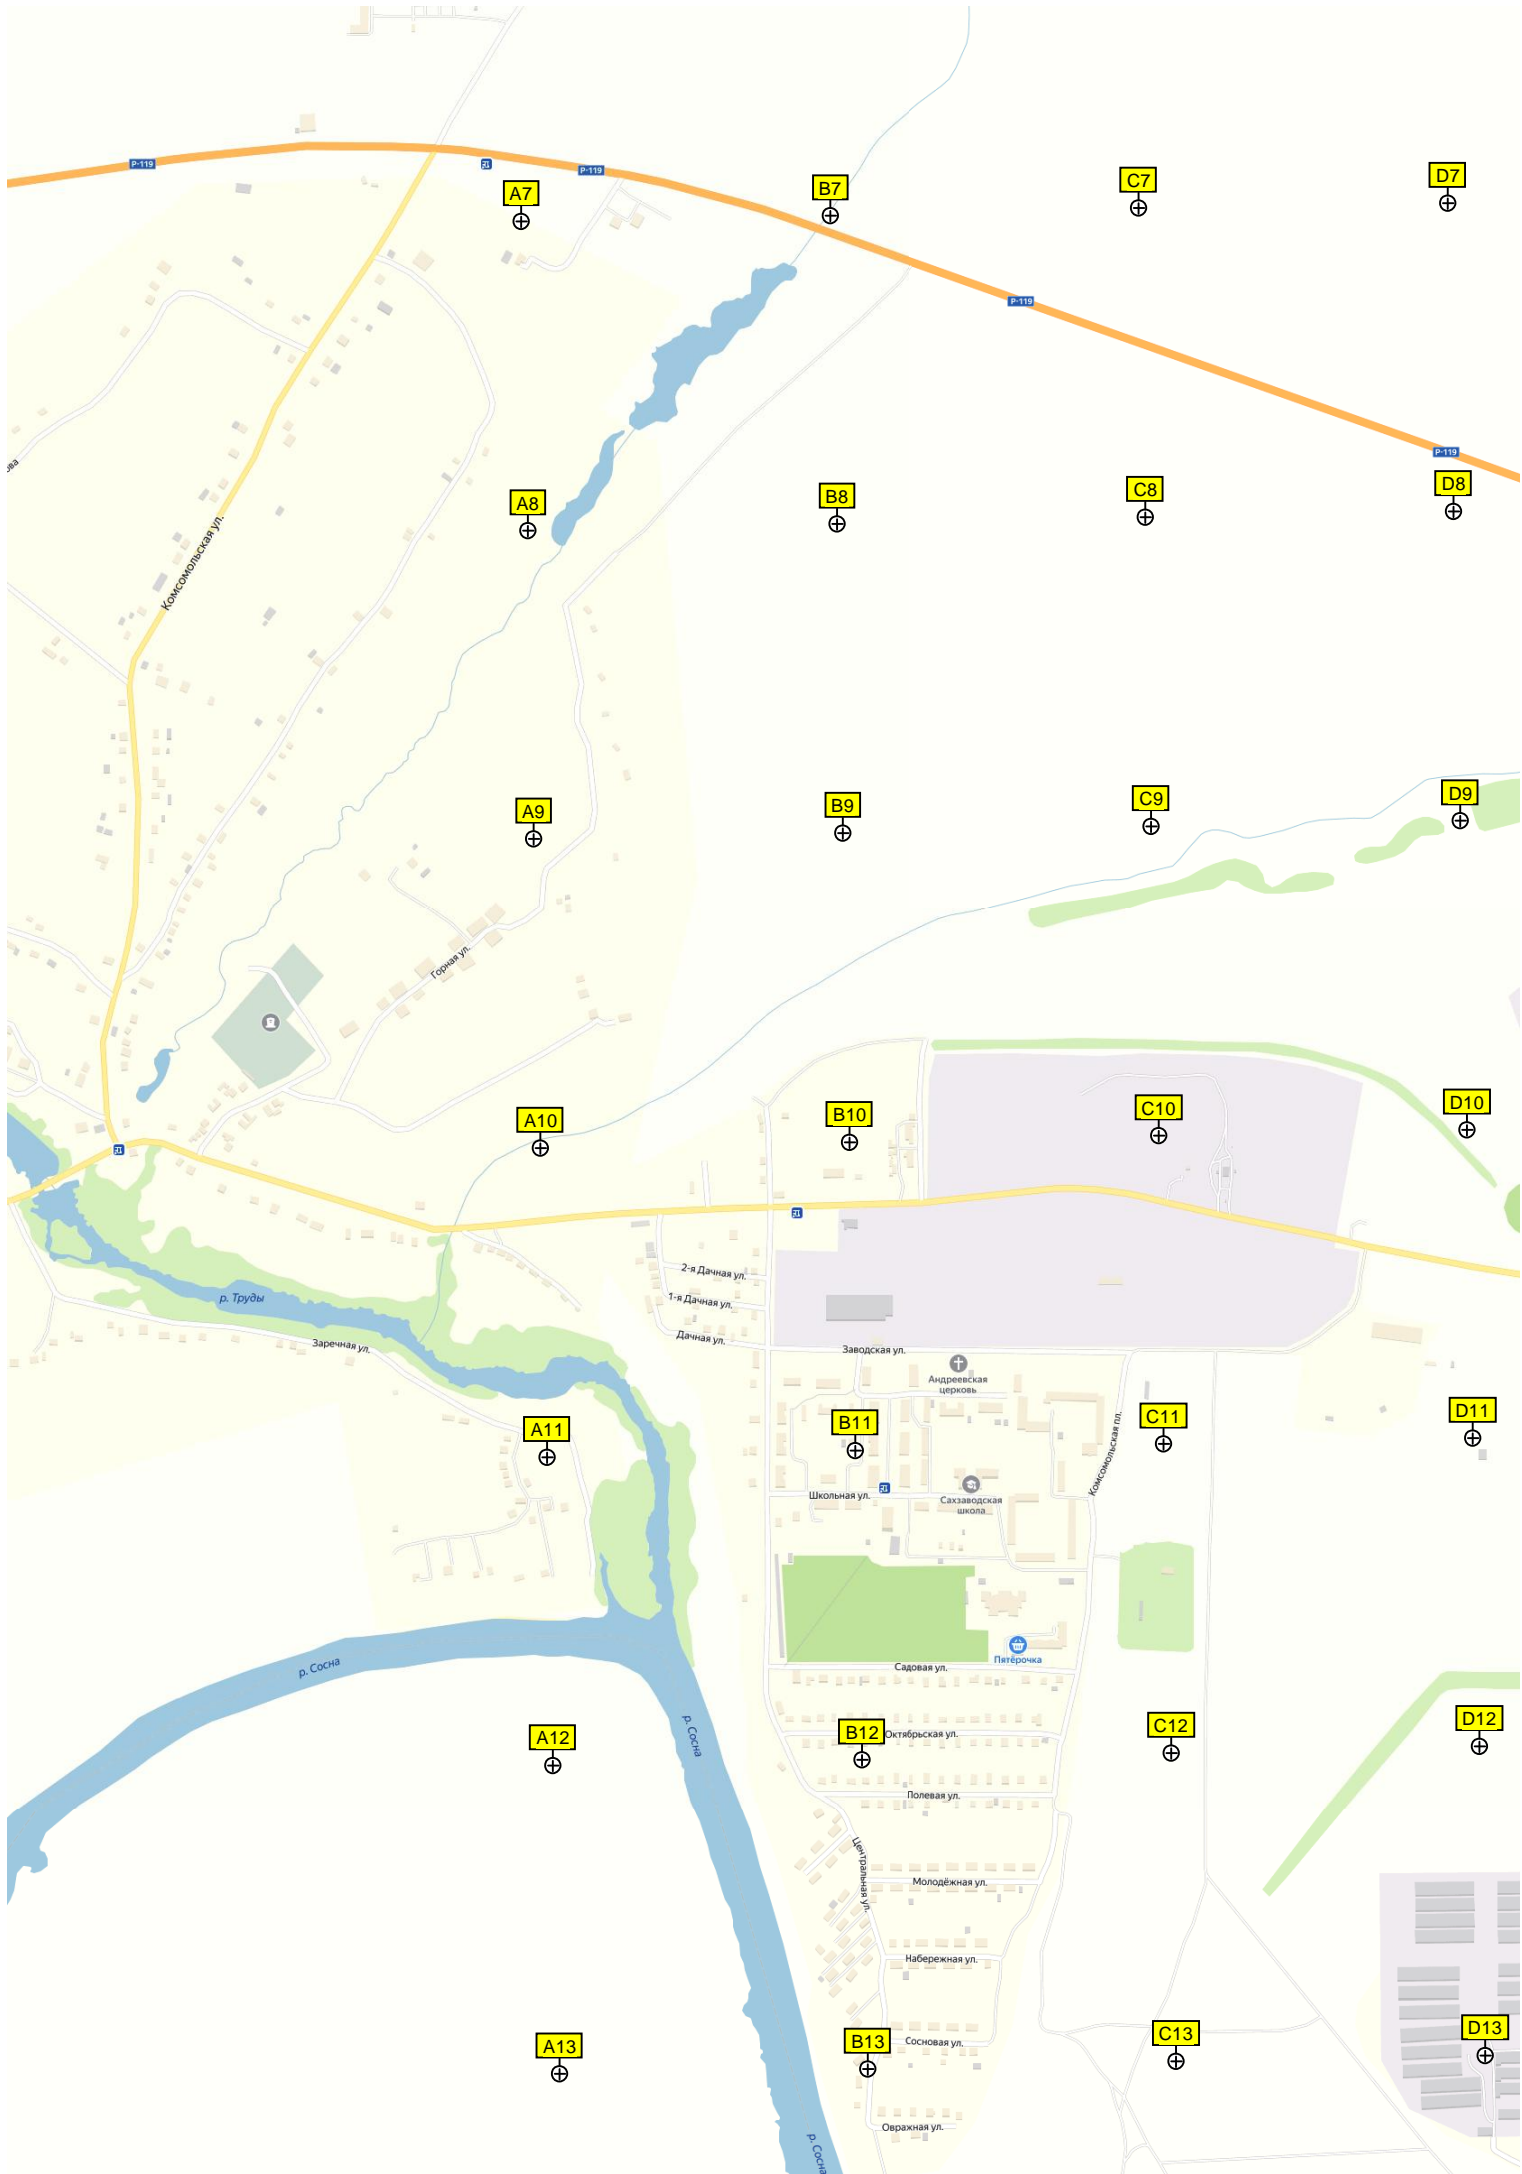 P-119
P-119
A7
B7
C7
D7
P-119
P-119
ова
A8
B8
C8
D8
Комсомольская ул.
A9
B9
C9
D9
Горная ул.
A10
B10
C10
D10
2-я Дачная ул.
р. Труды
1-я Дачная ул.
Дачная ул.
Заречная ул.
Заводская ул.
Андреевская
церковь
A11
B11
C11
D11
Комсомольская пл.
Школьная ул.
Сахзаводская
школа
Пятёрочка
Садовая ул.
р. Сосна
р. Сосна
A12
B12
Октябрьская ул.
C12
D12
Полевая ул.
Центральная ул.
Молодёжная ул.
Набережная ул.
A13
B13
Сосновая ул.
C13
D13
Овражная ул.
р. Сосна